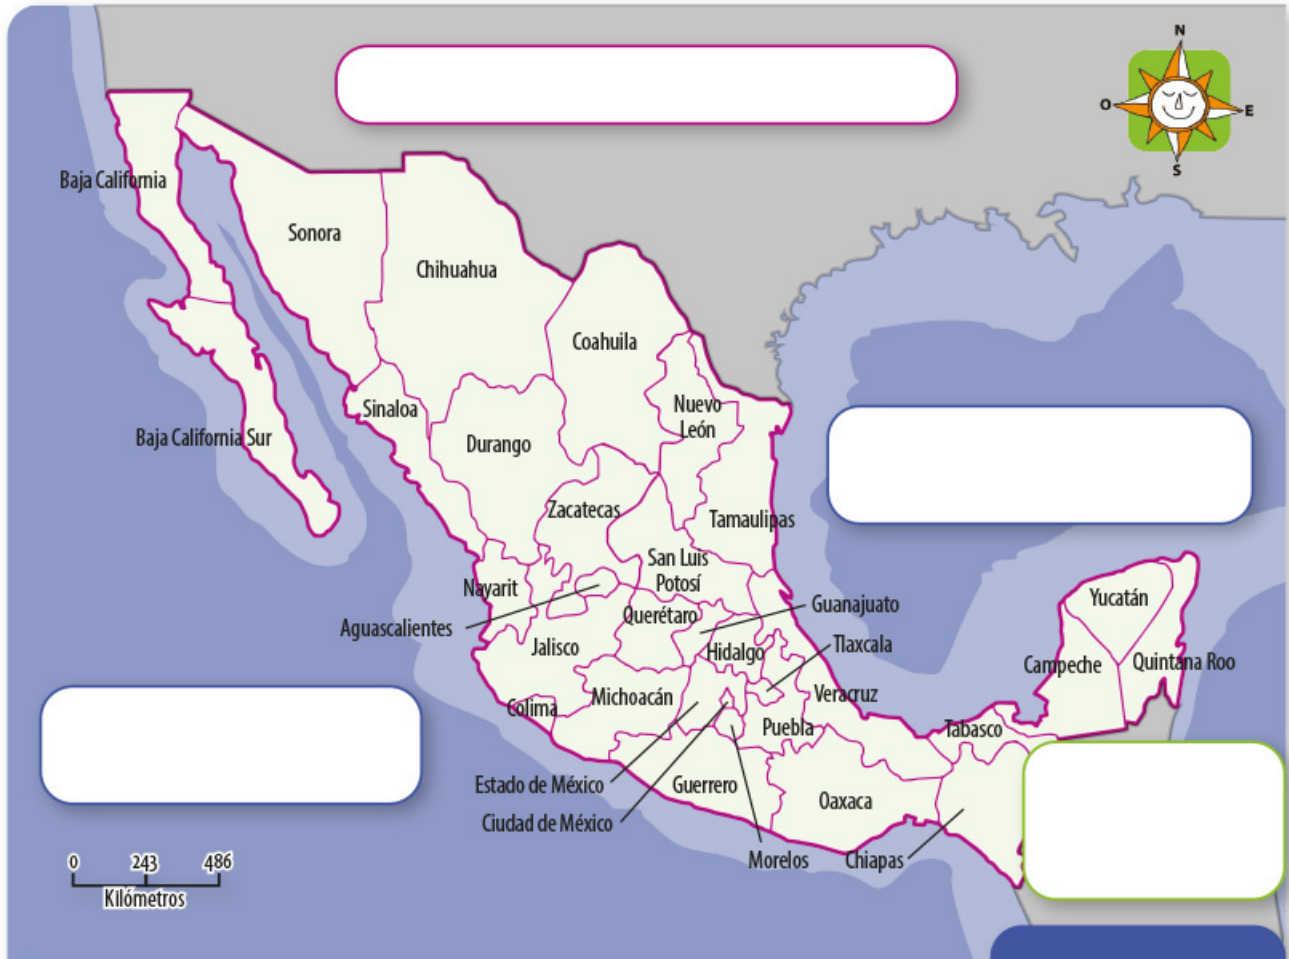 N
O
E
S
Baja California
Sonora
Chihuahua
Coahuila
Sinaloa
Nuevo
León
Baja California Sur
Durango
Zacatecas
Tamaulipas
San Luis
Potosí
Nayarit
Yucatán
Guanajuato
Querétaro
Aguascalientes
Jalisco
Hidalgo
Tlaxcala
Campeche
Quintana Roo
Michoacán
Veracruz
Colima
Puebla
Tabasco
Estado de México
Guerrero
Oaxaca
Ciudad de México
Morelos
Chiapas
0 243 486
Kilómetros